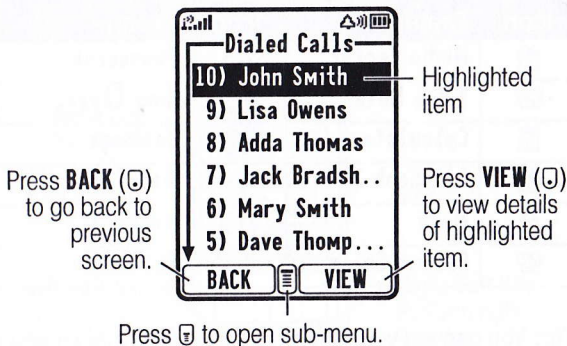 Dialed Calls
10) John Smith
9) Lisa Owens
8) Adda Thomas
7) Jack Bradsh..
6) Mary Smith
5) Dave Thomp...
BACK
VIEW
Highlighted
item
Press BACK ( )
to go back to
previous
screen.
Press VIEW ( )
to view details
of highlighted
item.
Press to open sub-menu.